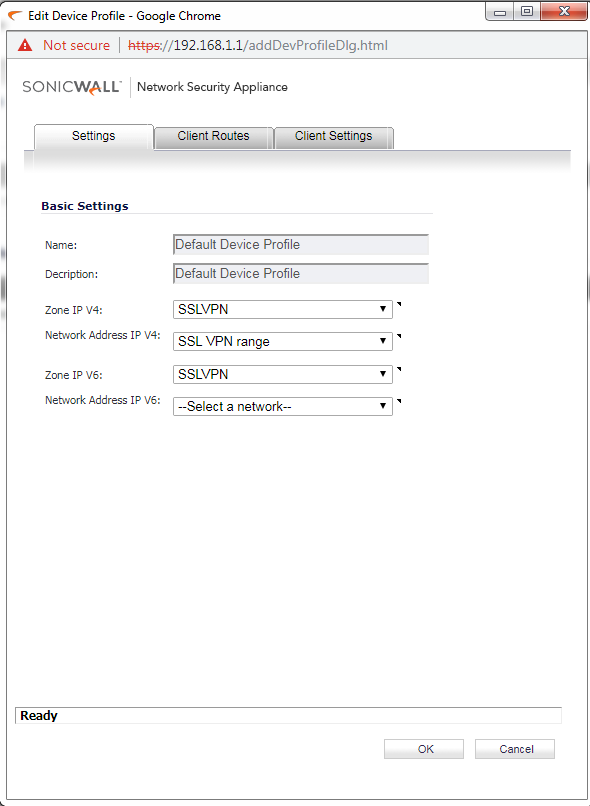 Edit Device Profile - Google Chrome
Not secure | https://192.168.1.1/addDevProfileDlg.html
SONICWALL™ | Network Security Appliance
Settings Client Routes Client Settings
Basic Settings
Name: Default Device Profile
Decription: Default Device Profile
Zone IP V4: SSLVPN
Network Address IP V4: SSL VPN range
Zone IP V6: SSLVPN
Network Address IP V6: --Select a network--
Ready
OK Cancel